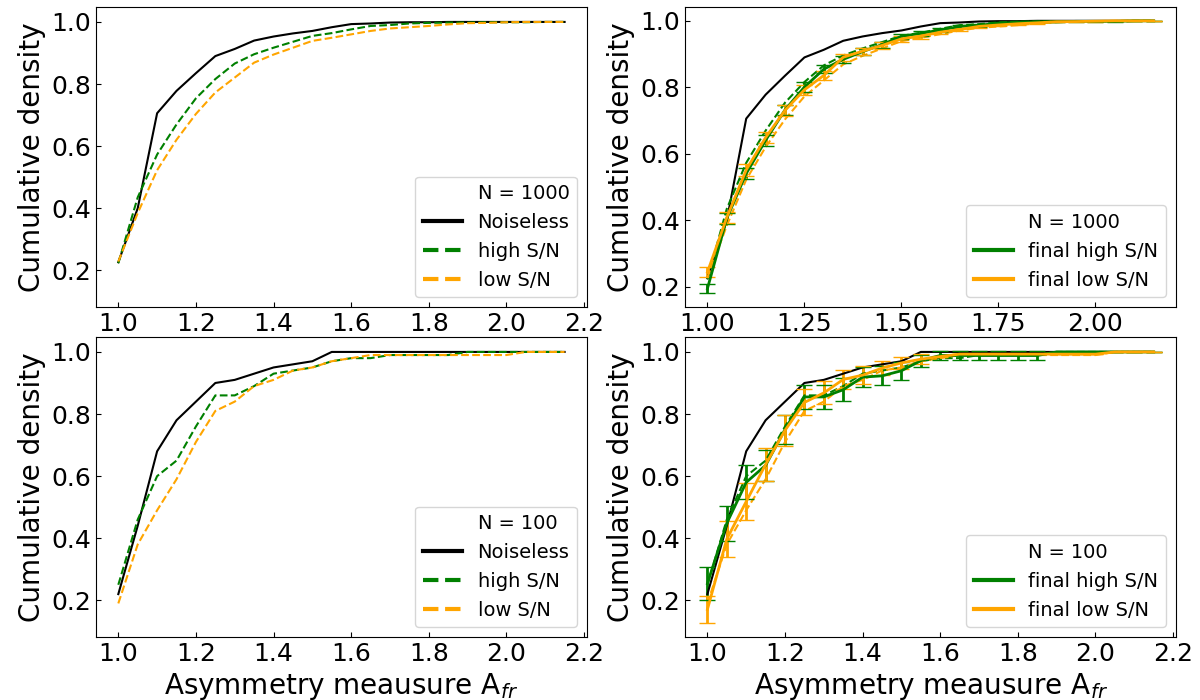 Cumulative density
1.0
0.8
0.6
0.4
0.2
N = 1000
Noiseless
high S/N
low S/N
1.0 1.2 1.4 1.6 1.8 2.0 2.2
Cumulative density
1.0
0.8
0.6
0.4
0.2
N = 1000
final high S/N
final low S/N
1.00 1.25 1.50 1.75 2.00
Cumulative density
1.0
0.8
0.6
0.4
0.2
N = 100
Noiseless
high S/N
low S/N
1.0 1.2 1.4 1.6 1.8 2.0 2.2
Asymmetry meausure A_fr
Cumulative density
1.0
0.8
0.6
0.4
0.2
N = 100
final high S/N
final low S/N
1.0 1.2 1.4 1.6 1.8 2.0 2.2
Asymmetry meausure A_fr